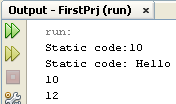 Output - FirstPrj (run)
run:
Static code:10
Static code: Hello
10
12